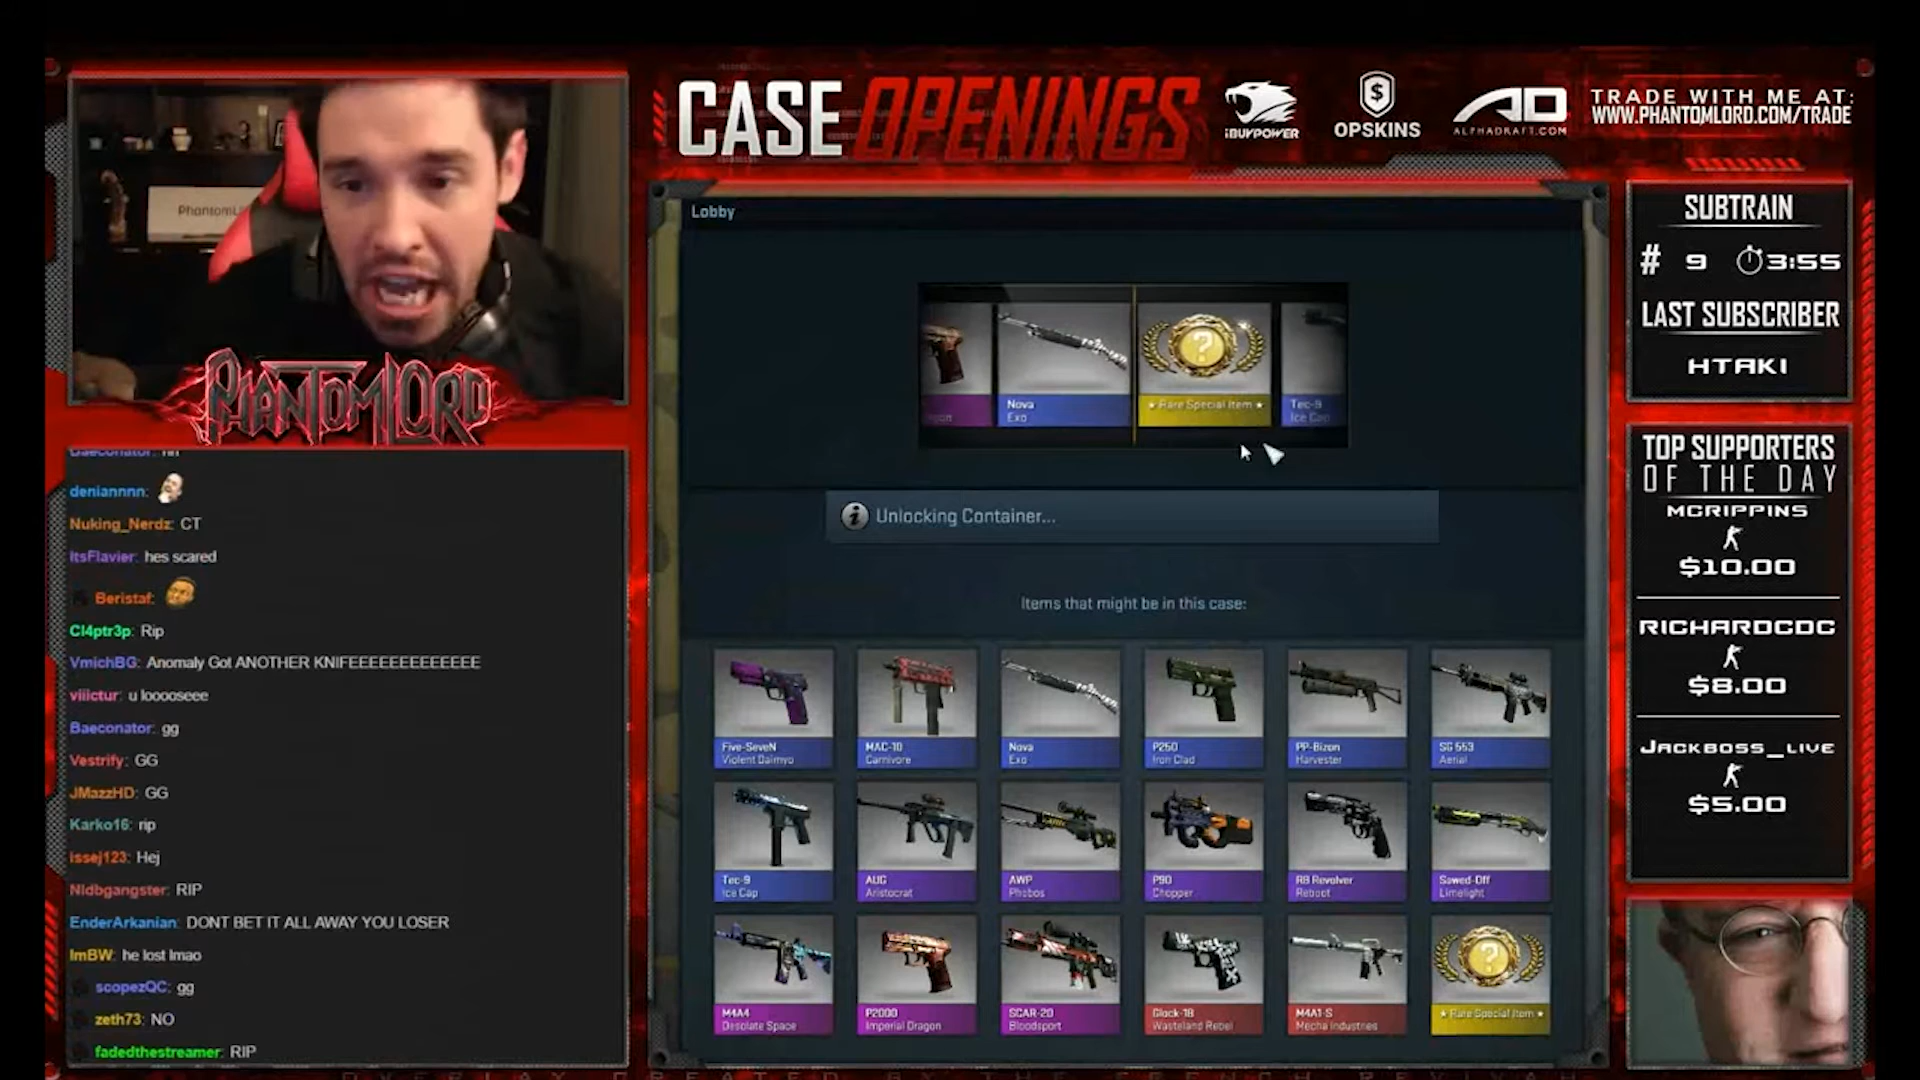 CASE OPENINGS
iBUYPOWER
OPSKINS
AD
ALPHADRAFT.COM
TRADE WITH ME AT:
WWW.PHANTOMLORD.COM/TRADE
PHANTOMLORD
deniannnn:
Nuking_Nerdz: CT
ItsFlavier: hes scared
Beristaf:
Cl4ptr3p: Rip
VmichBG: Anomaly Got ANOTHER KNIFEEEEEEEEEEEEE
viiictur: u looooseee
Baeconator: gg
Vestrify: GG
JMazzHD: GG
Karko16: rip
issej123: Hej
Nldbgangster: RIP
EnderArkanian: DONT BET IT ALL AWAY YOU LOSER
ImBW: he lost lmao
scopezQC: gg
zeth73: NO
fadedthestreamer: RIP
Lobby
Nova
Exo
★ Rare Special Item ★
Tec-9
Ice Cap
Unlocking Container...
Items that might be in this case:
Five-SeveN
Violent Daimyo
MAC-10
Carnivore
Nova
Exo
P250
Iron Clad
PP-Bizon
Harvester
SG 553
Aerial
Tec-9
Ice Cap
AUG
Aristocrat
AWP
Phobos
P90
Chopper
R8 Revolver
Reboot
Sawed-Off
Limelight
M4A4
Desolate Space
P2000
Imperial Dragon
SCAR-20
Bloodsport
Glock-18
Wasteland Rebel
M4A1-S
Mecha Industries
★ Rare Special Item ★
SUBTRAIN
# 9 3:55
LAST SUBSCRIBER
HTAKI
TOP SUPPORTERS
OF THE DAY
MCRIPPINS
$10.00
RICHARDCDC
$8.00
JACKBOSS_LIVE
$5.00